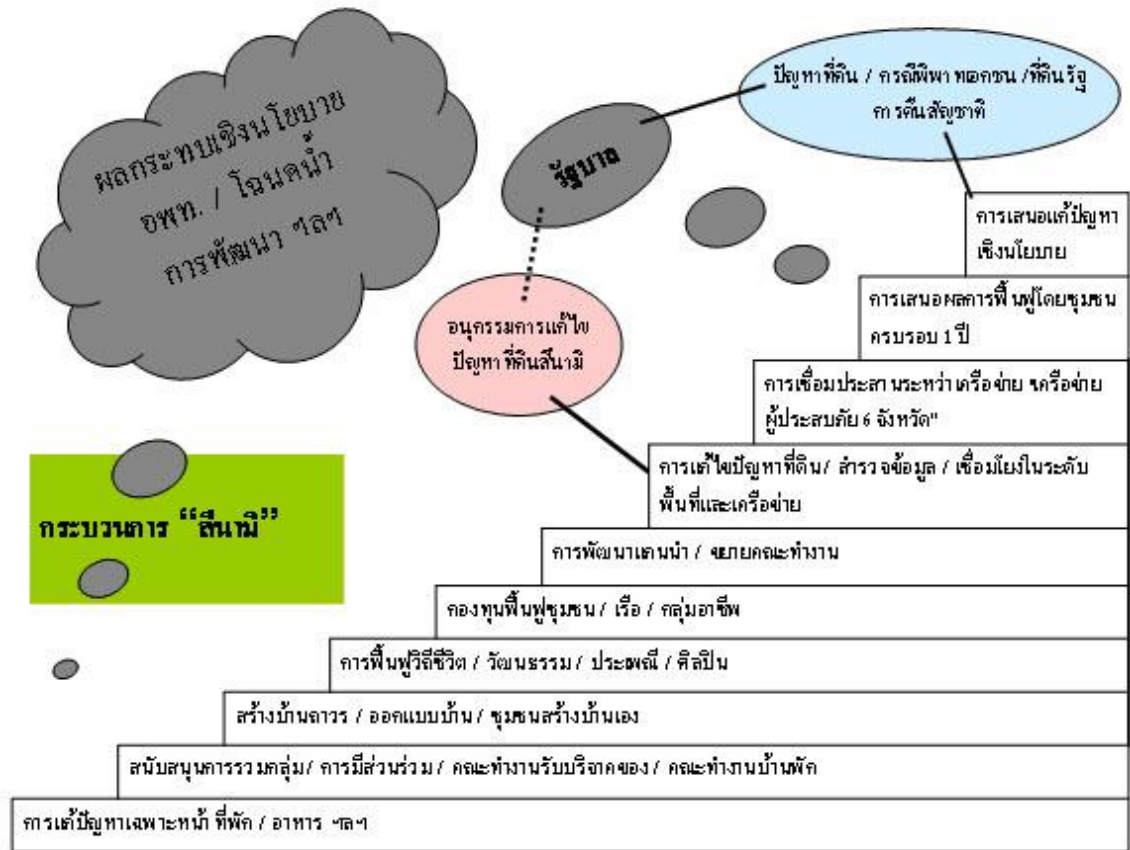 ผลกระทบเชิงนโยบาย
อพท. / โฉนดน้ำ
การพัฒนา ฯลฯ
รัฐบาล
ปัญหาที่ดิน / กรณีพิพาทเอกชน /ที่ดินรัฐ
การคืนสัญชาติ
อนุกรรมการแก้ไข
ปัญหาที่ดินสึนามิ
กระบวนการ “สึนามิ”
การเสนอแก้ปัญหา
เชิงนโยบาย
การเสนอผลการฟื้นฟูโดยชุมชน
ครบรอบ 1 ปี
การเชื่อมประสานระหว่าเครือข่าย ขเครือข่าย
ผู้ประสบภัย 6 จังหวัด"
การแก้ไขปัญหาที่ดิน / สำรวจข้อมูล / เชื่อมโยงในระดับ
พื้นที่และเครือข่าย
การพัฒนาแกนนำ / ขยายคณะทำงาน
กองทุนฟื้นฟูชุมชน / เรือ / กลุ่มอาชีพ
การฟื้นฟูวิถีชีวิต / วัฒนธรรม / ประเพณี / ศิลปิน
สร้างบ้านถาวร / ออกแบบบ้าน / ชุมชนสร้างบ้านเอง
สนับสนุนการรวมกลุ่ม / การมีส่วนร่วม / คณะทำงานรับบริจาคของ / คณะทำงานบ้านพัก
การแก้ปัญหาเฉพาะหน้า ที่พัก / อาหาร ฯลฯ